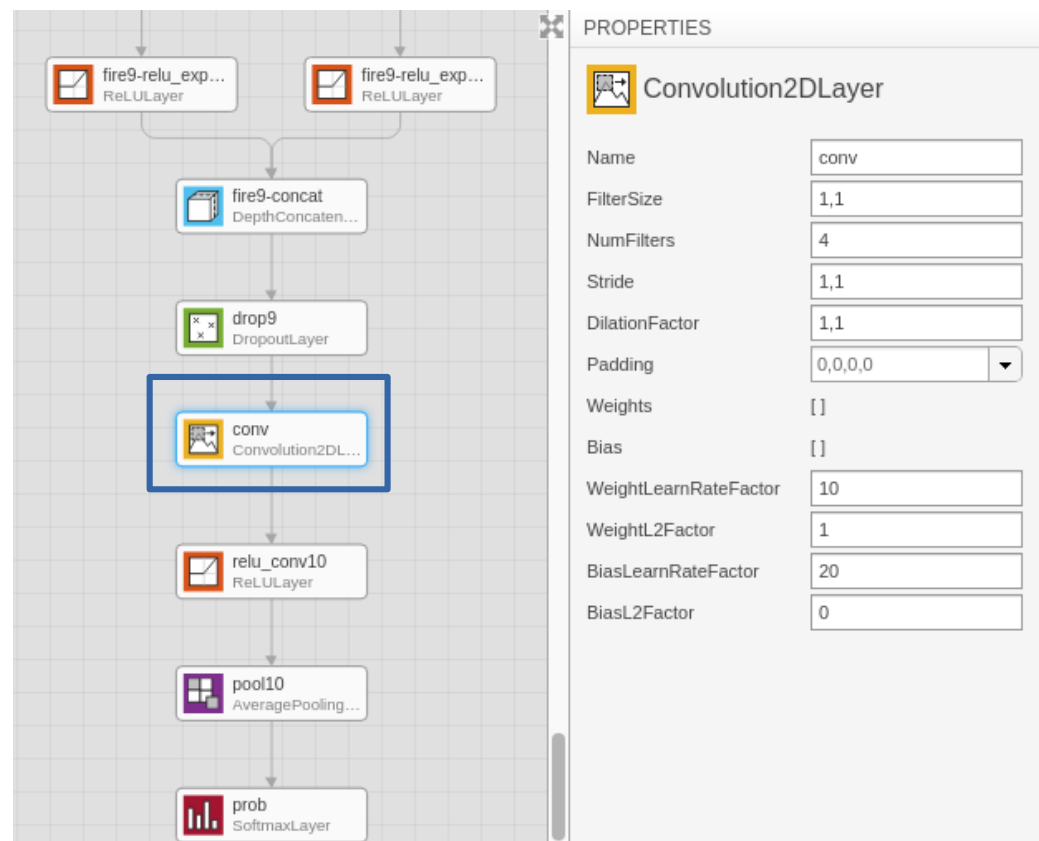 fire9-relu_exp...
ReLULayer
fire9-relu_exp...
ReLULayer
fire9-concat
DepthConcaten...
drop9
DropoutLayer
conv
Convolution2DL...
relu_conv10
ReLULayer
pool10
AveragePooling...
prob
SoftmaxLayer
PROPERTIES
Convolution2DLayer
Name conv
FilterSize 1,1
NumFilters 4
Stride 1,1
DilationFactor 1,1
Padding 0,0,0,0
Weights []
Bias []
WeightLearnRateFactor 10
WeightL2Factor 1
BiasLearnRateFactor 20
BiasL2Factor 0